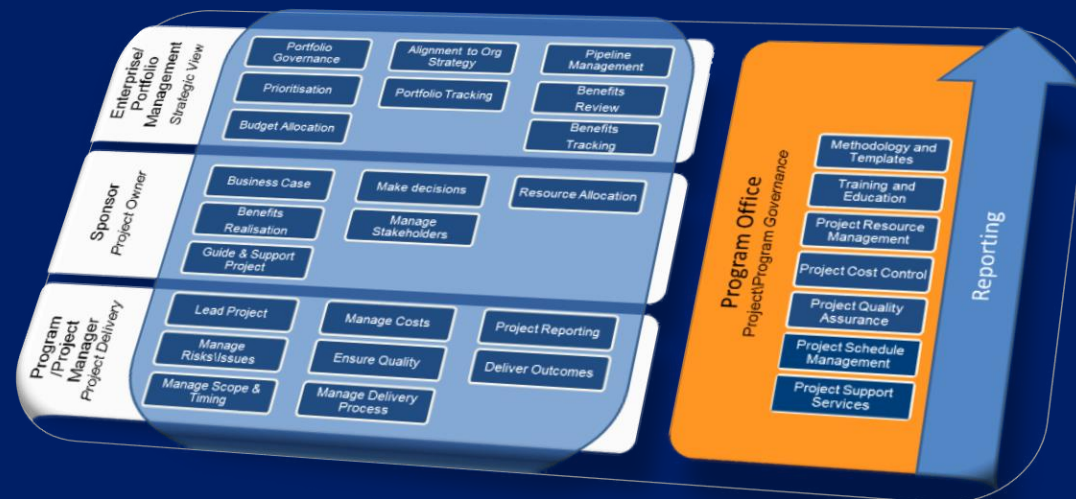 Enterprise/
Portfolio
Management
Strategic View
Portfolio
Governance
Alignment to Org
Strategy
Pipeline
Management
Prioritisation
Portfolio Tracking
Benefits
Review
Budget Allocation
Benefits
Tracking
Sponsor
Project Owner
Business Case
Make decisions
Resource Allocation
Benefits
Realisation
Manage
Stakeholders
Guide & Support
Project
Program
/Project
Manager
Project Delivery
Lead Project
Manage Costs
Project Reporting
Manage
Risks\Issues
Ensure Quality
Deliver Outcomes
Manage Scope &
Timing
Manage Delivery
Process
Program Office
Project\Program Governance
Methodology and
Templates
Training and
Education
Project Resource
Management
Project Cost Control
Project Quality
Assurance
Project Schedule
Management
Project Support
Services
Reporting